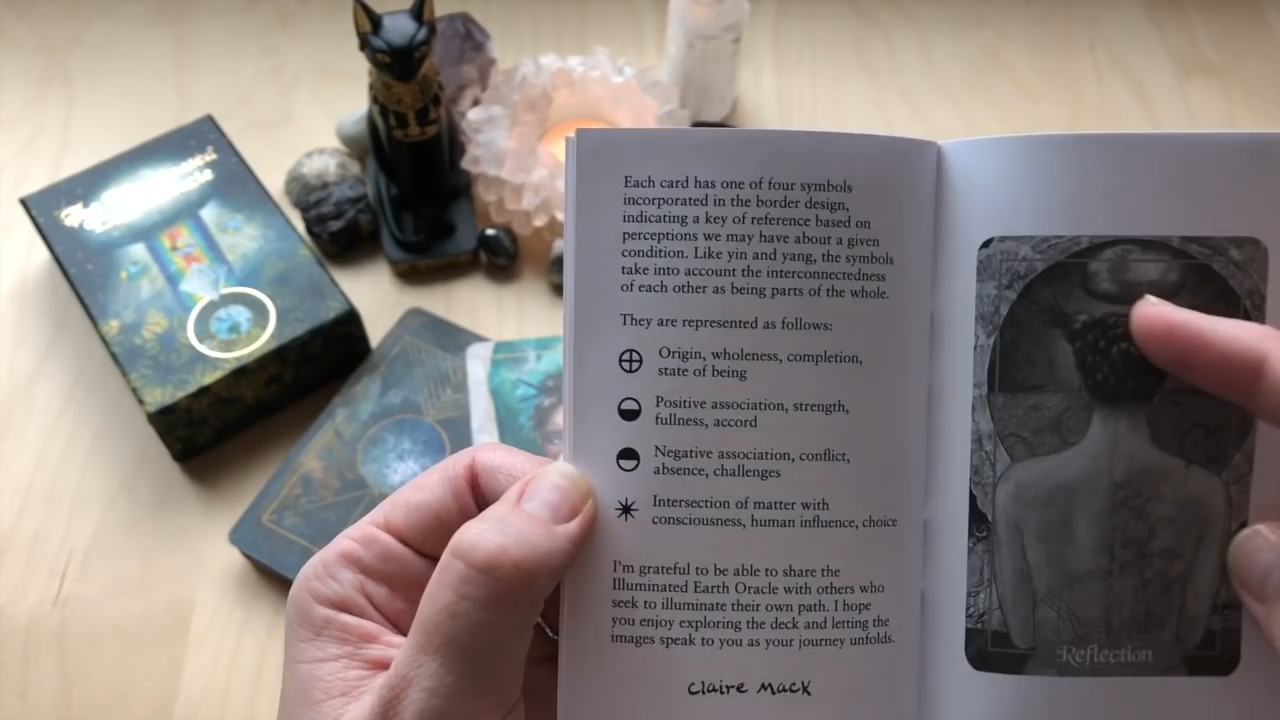 Each card has one of four symbols
incorporated in the border design,
indicating a key of reference based on
perceptions we may have about a given
condition. Like yin and yang, the symbols
take into account the interconnectedness
of each other as being parts of the whole.
They are represented as follows:
Origin, wholeness, completion,
state of being
Positive association, strength,
fullness, accord
Negative association, conflict,
absence, challenges
Intersection of matter with
consciousness, human influence, choice
I'm grateful to be able to share the
Illuminated Earth Oracle with others who
seek to illuminate their own path. I hope
you enjoy exploring the deck and letting the
images speak to you as your journey unfolds.
Claire Mack
Reflection